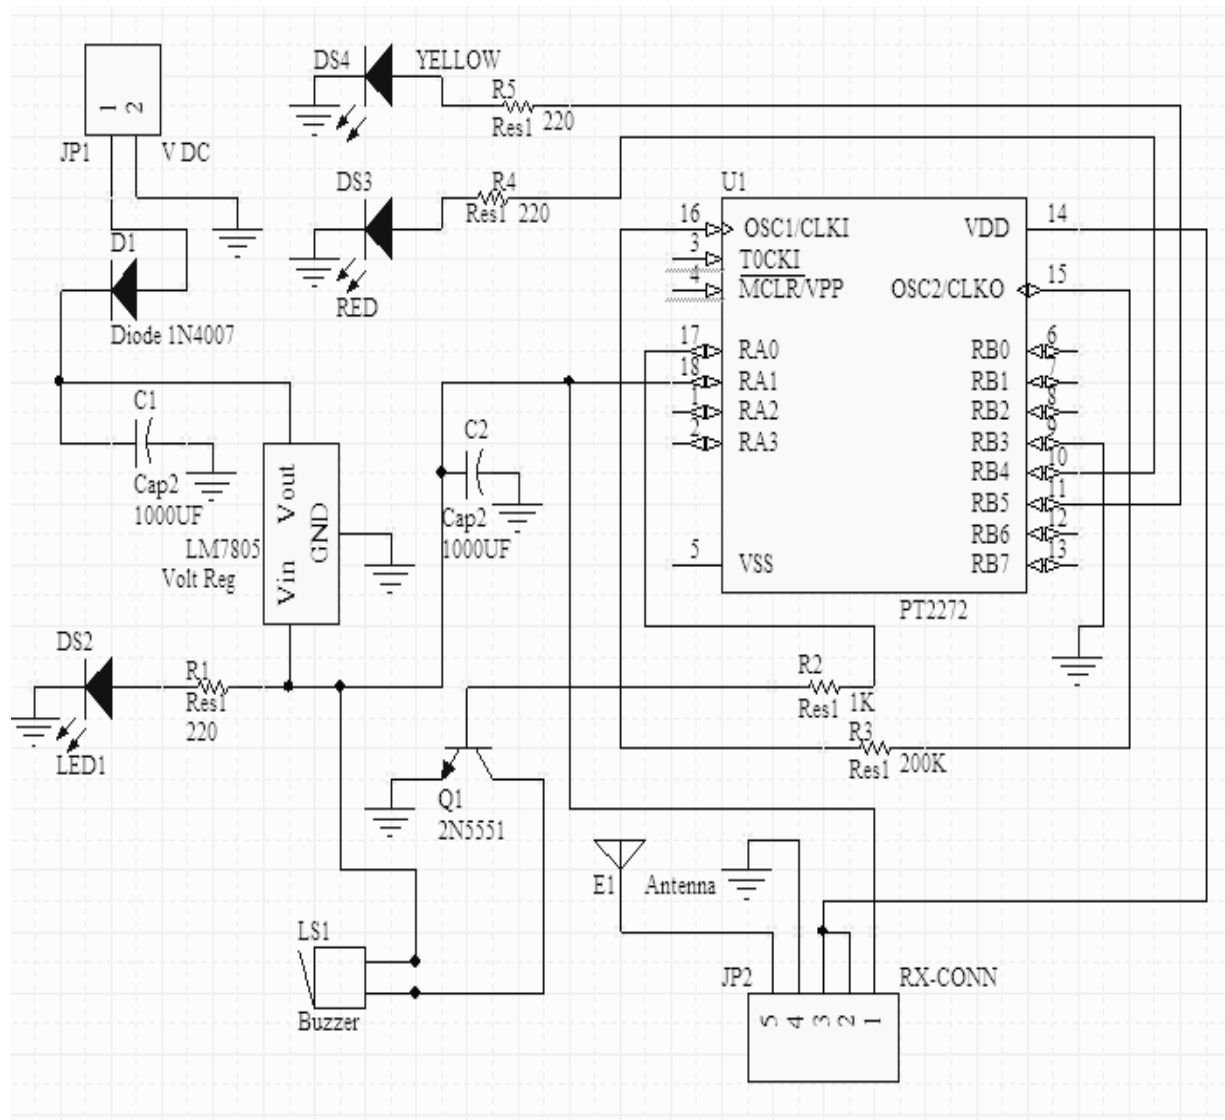 DS4
YELLOW
R5
Res1 220
1
2
JP1
V DC
DS3
R4
Res1 220
RED
D1
Diode 1N4007
U1
16 OSC1/CLKI
3 T0CKI
4 MCLR/VPP
17 RA0
18 RA1
1 RA2
2 RA3
5 VSS
VDD 14
OSC2/CLKO 15
RB0 6
RB1 7
RB2 8
RB3 9
RB4 10
RB5 11
RB6 12
RB7 13
PT2272
C1
Cap2
1000UF
C2
Cap2
1000UF
Vout
GND
Vin
LM7805
Volt Reg
DS2
LED1
R1
Res1
220
R2
Res1 1K
R3
Res1 200K
Q1
2N5551
E1 Antenna
LS1
Buzzer
JP2
RX-CONN
5 4 3 2 1